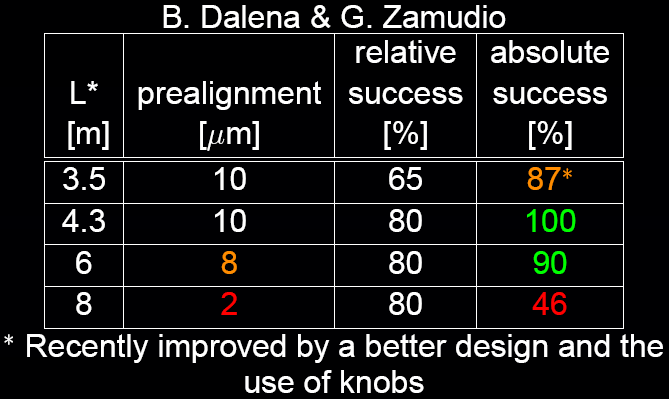 B. Dalena & G. Zamudio
relative absolute
L* prealignment success success
[m] [μm] [%] [%]
3.5 10 65 87*
4.3 10 80 100
6 8 80 90
8 2 80 46
* Recently improved by a better design and the
use of knobs